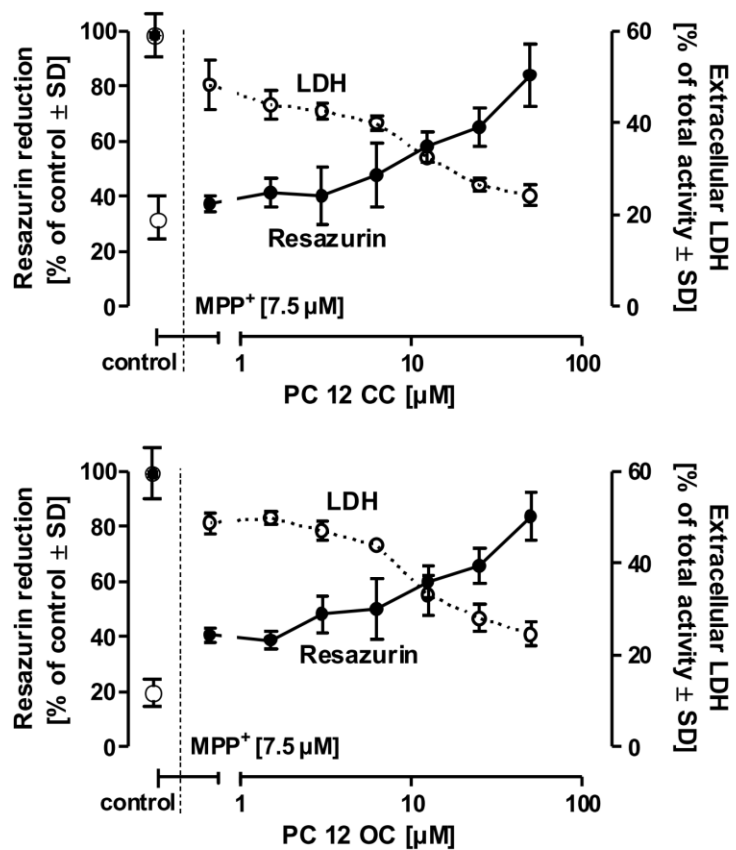 Resazurin reduction
[% of control ± SD]
100
80
60
40
20
0
LDH
Resazurin
MPP+ [7.5 µM]
60
40
20
0
Extracellular LDH
[% of total activity ± SD]
control
1
10
100
PC 12 CC [µM]
Resazurin reduction
[% of control ± SD]
100
80
60
40
20
0
LDH
Resazurin
MPP+ [7.5 µM]
60
40
20
0
Extracellular LDH
[% of total activity ± SD]
control
1
10
100
PC 12 OC [µM]